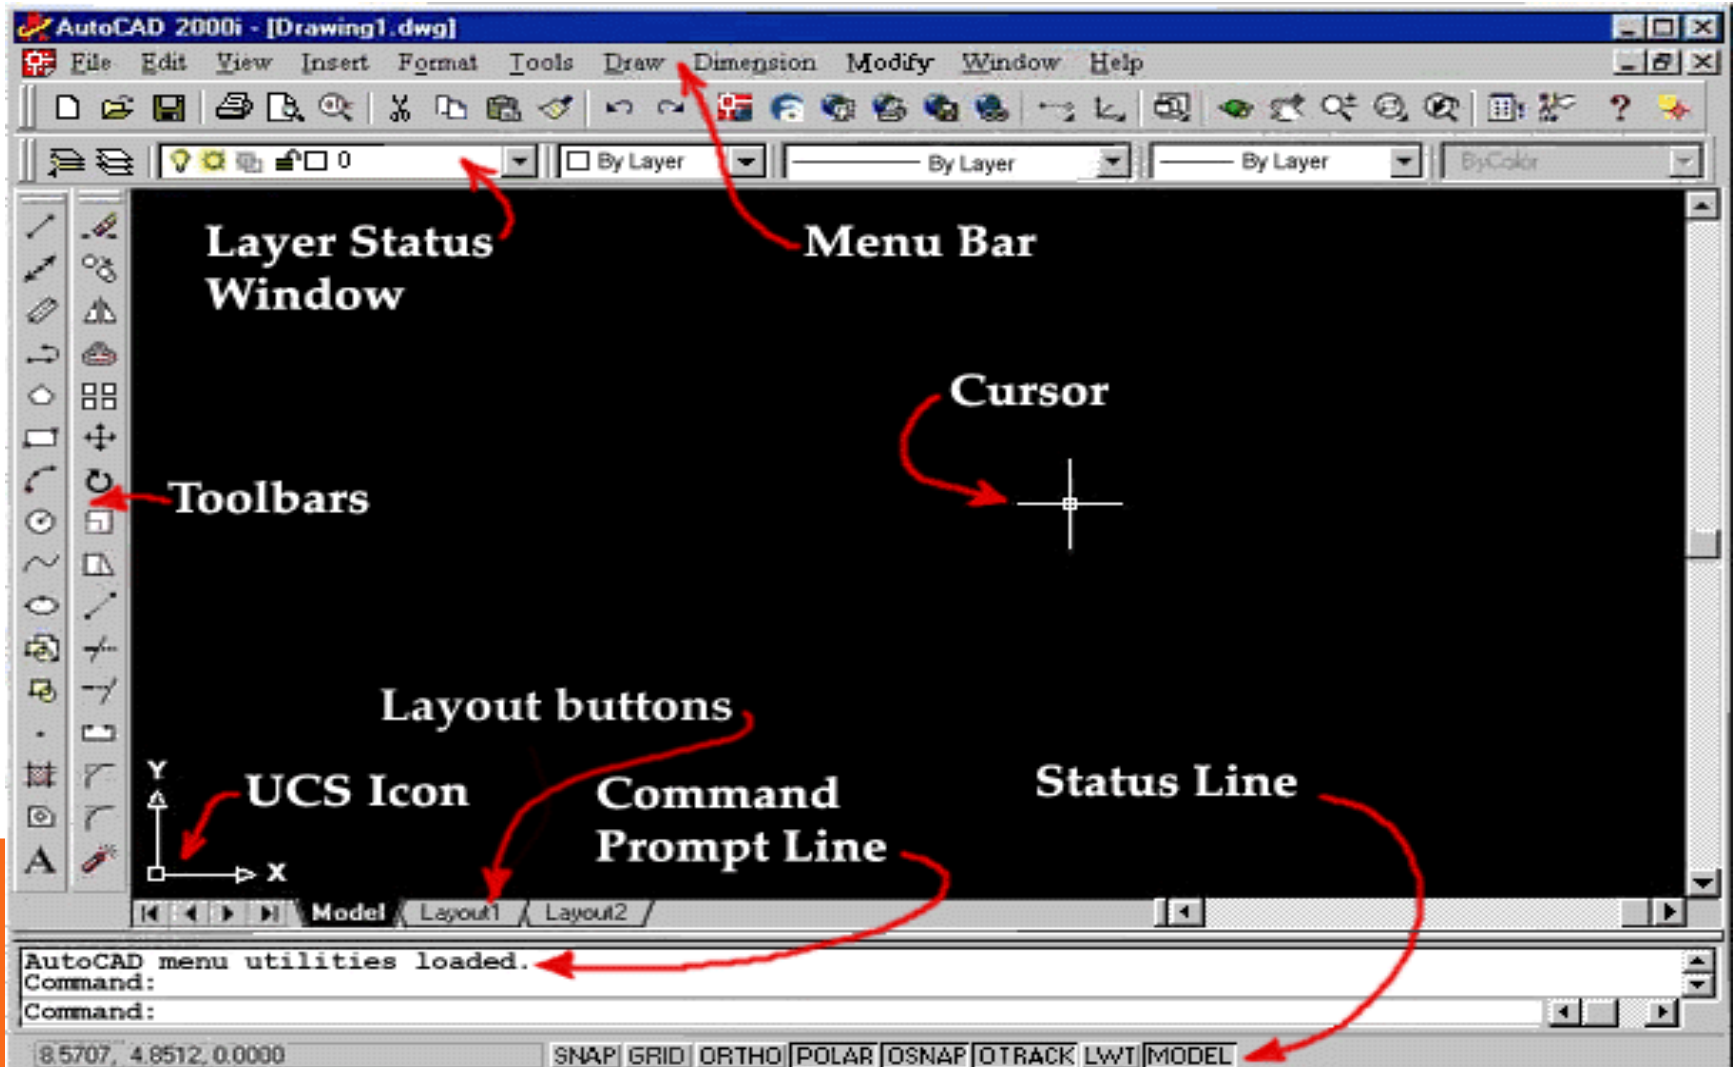 AutoCAD 2000i - [Drawing1.dwg]
File Edit View Insert Format Tools Draw Dimension Modify Window Help
0 By Layer By Layer By Layer ByColor
Layer Status
Window
Menu Bar
Cursor
Toolbars
Layout buttons
UCS Icon
Command
Prompt Line
Status Line
Y
X
A
Model Layout1 Layout2
AutoCAD menu utilities loaded.
Command:
Command:
8.5707, 4.8512, 0.0000 SNAP GRID ORTHO POLAR OSNAP OTRACK LWT MODEL